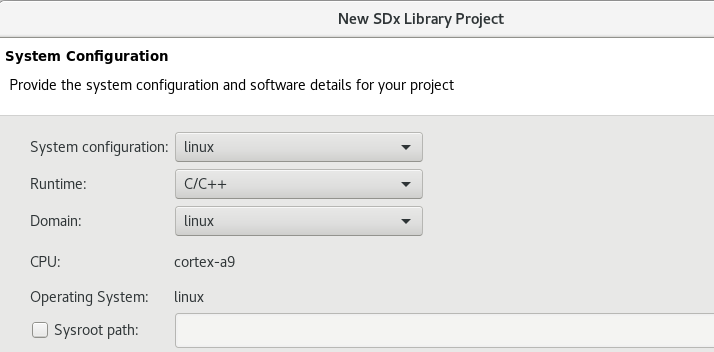 New SDx Library Project
System Configuration
Provide the system configuration and software details for your project
System configuration: linux
Runtime: C/C++
Domain: linux
CPU: cortex-a9
Operating System: linux
Sysroot path: